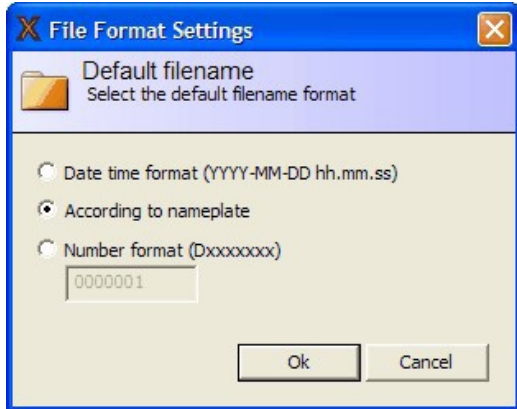 File Format Settings
Default filename
Select the default filename format
Date time format (YYYY-MM-DD hh.mm.ss)
According to nameplate
Number format (Dxxxxxxx)
0000001
Ok
Cancel